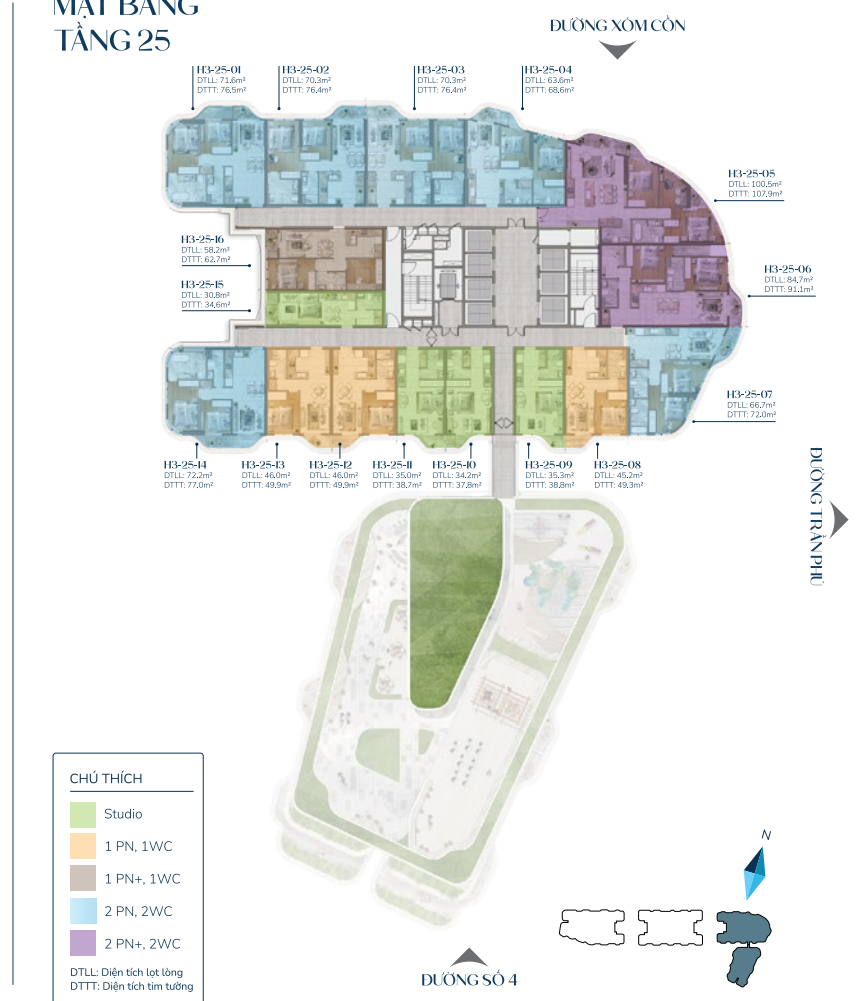 MẶT BẰNG
TẦNG 25
ĐƯỜNG XÓM CỒN
H3-25-01
DTLL: 71.6m²
DTTT: 76.5m²
H3-25-02
DTLL: 70.3m²
DTTT: 76.4m²
H3-25-03
DTLL: 70.3m²
DTTT: 76.4m²
H3-25-04
DTLL: 63.6m²
DTTT: 68.6m²
H3-25-05
DTLL: 100.5m²
DTTT: 107.9m²
H3-25-16
DTLL: 58.2m²
DTTT: 62.7m²
H3-25-15
DTLL: 30.8m²
DTTT: 34.6m²
H3-25-06
DTLL: 84.7m²
DTTT: 91.1m²
H3-25-07
DTLL: 66.7m²
DTTT: 72.0m²
H3-25-14
DTLL: 72.2m²
DTTT: 77.0m²
H3-25-13
DTLL: 46.0m²
DTTT: 49.9m²
H3-25-12
DTLL: 46.0m²
DTTT: 49.9m²
H3-25-11
DTLL: 35.0m²
DTTT: 38.7m²
H3-25-10
DTLL: 34.2m²
DTTT: 37.8m²
H3-25-09
DTLL: 35.3m²
DTTT: 38.8m²
H3-25-08
DTLL: 45.2m²
DTTT: 49.3m²
ĐƯỜNG TRẦN PHÚ
CHÚ THÍCH
Studio
1 PN, 1WC
1 PN+, 1WC
2 PN, 2WC
2 PN+, 2WC
DTLL: Diện tích lọt lòng
DTTT: Diện tích tim tường
N
ĐƯỜNG SỐ 4